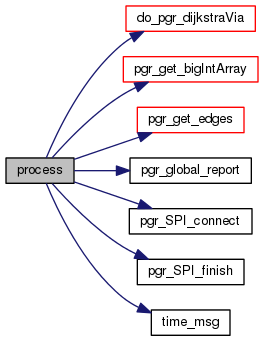 do_pgr_dijkstraVia
pgr_get_bigIntArray
pgr_get_edges
process
pgr_global_report
pgr_SPI_connect
pgr_SPI_finish
time_msg